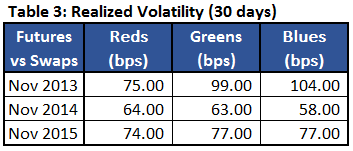 Table 3: Realized Volatility (30 days)
Futures vs Swaps Reds (bps) Greens (bps) Blues (bps)
Nov 2013 75.00 99.00 104.00
Nov 2014 64.00 63.00 58.00
Nov 2015 74.00 77.00 77.00